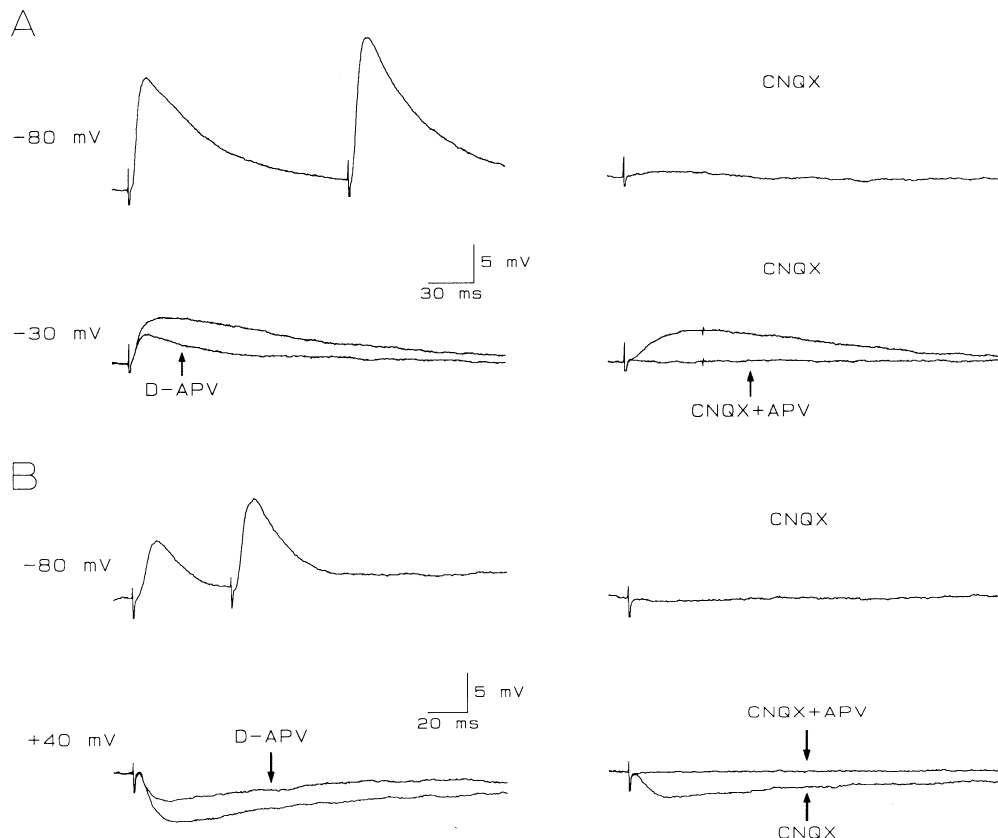 A
-80 mV
CNQX
5 mV
30 ms
CNQX
-30 mV
D-APV
CNQX+APV
B
-80 mV
CNQX
5 mV
20 ms
CNQX+APV
+40 mV
D-APV
CNQX